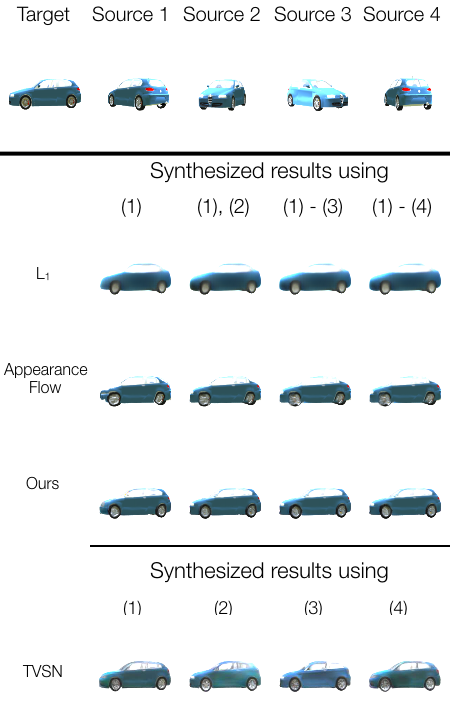 Target Source 1 Source 2 Source 3 Source 4
Synthesized results using
(1) (1), (2) (1) - (3) (1) - (4)
L₁
Appearance
Flow
Ours
Synthesized results using
(1) (2) (3) (4)
TVSN